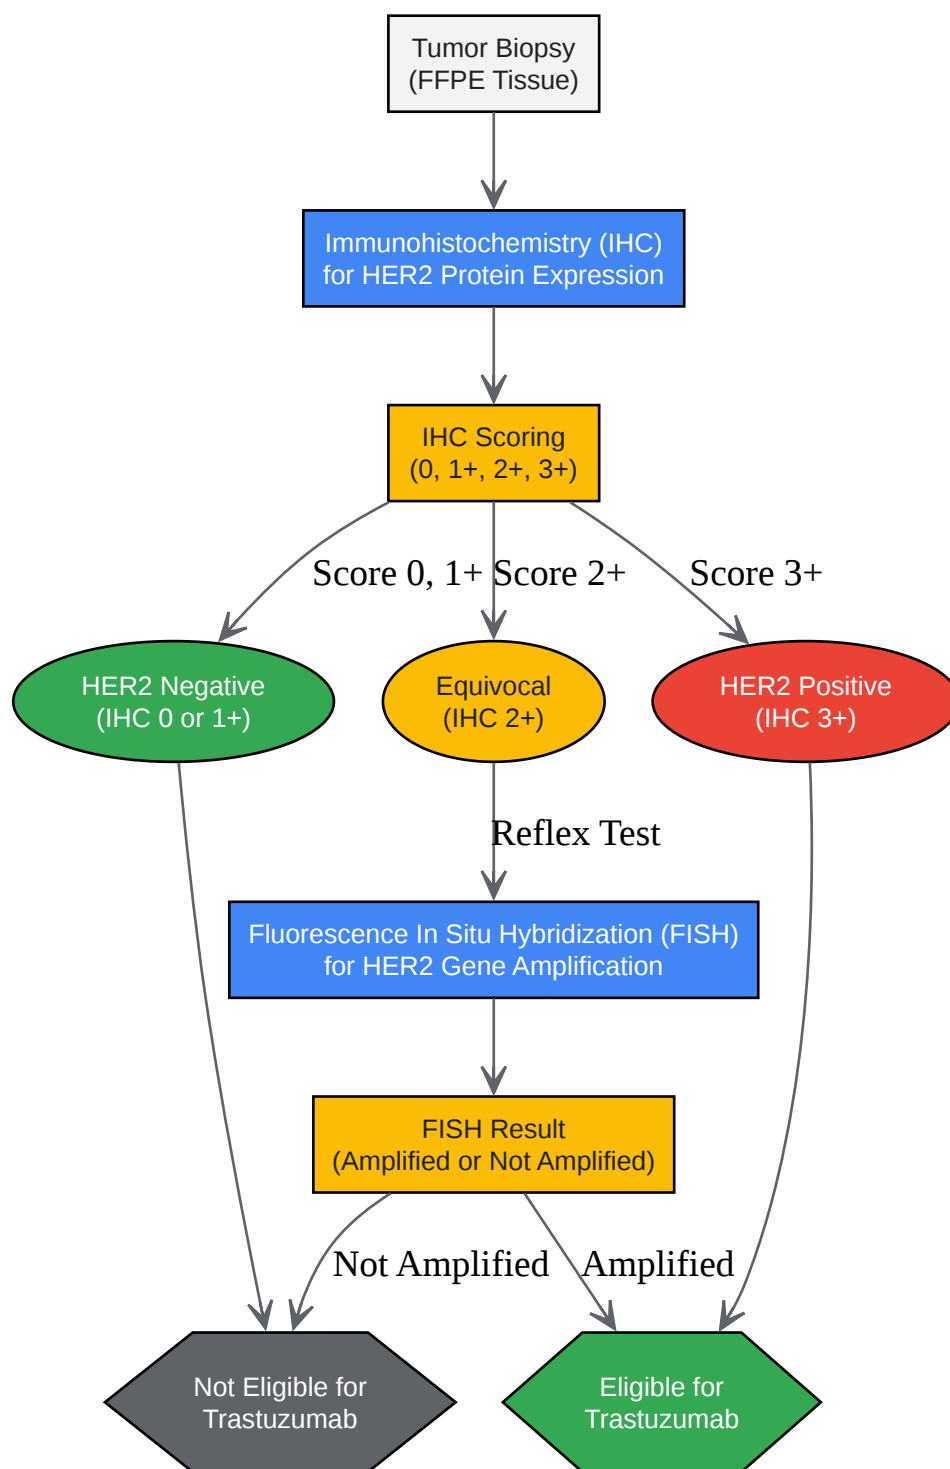 Tumor Biopsy
(FFPE Tissue)
Immunohistochemistry (IHC)
for HER2 Protein Expression
IHC Scoring
(0, 1+, 2+, 3+)
Score 0, 1+
Score 2+
Score 3+
HER2 Negative
(IHC 0 or 1+)
Equivocal
(IHC 2+)
HER2 Positive
(IHC 3+)
Reflex Test
Fluorescence In Situ Hybridization (FISH)
for HER2 Gene Amplification
FISH Result
(Amplified or Not Amplified)
Not Amplified
Amplified
Not Eligible for
Trastuzumab
Eligible for
Trastuzumab